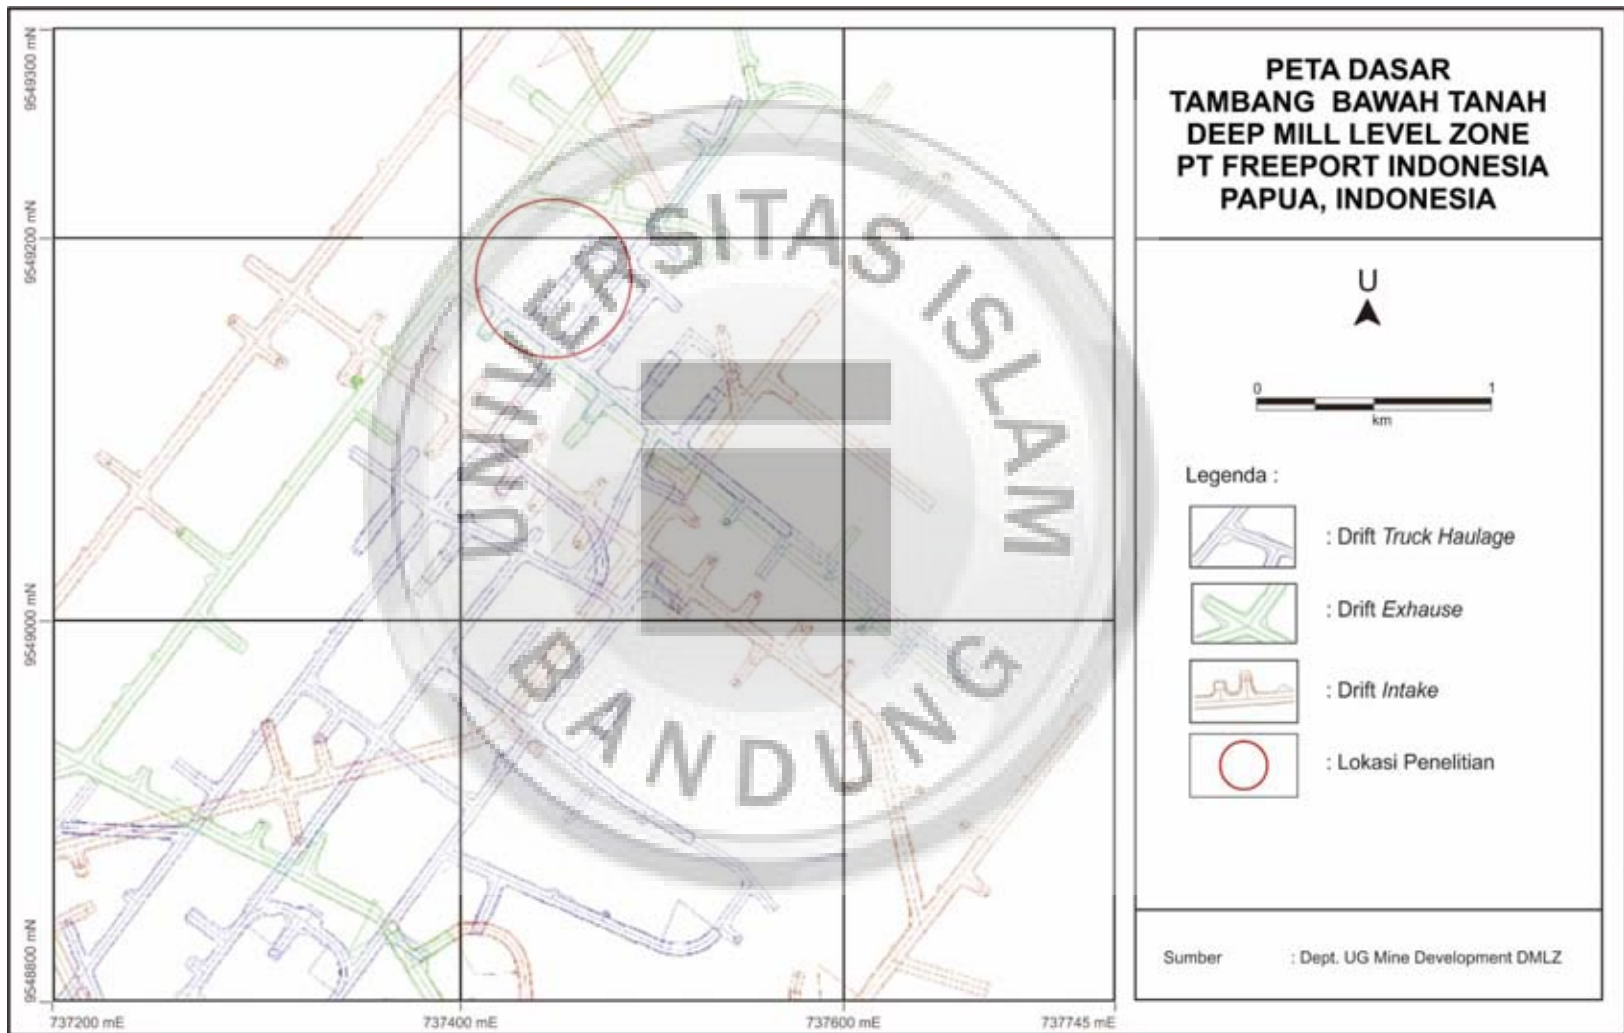 PETA DASAR
TAMBANG BAWAH TANAH
DEEP MILL LEVEL ZONE
PT FREEPORT INDONESIA
PAPUA, INDONESIA
U
0 1
km
Legenda :
: Drift Truck Haulage
: Drift Exhause
: Drift Intake
: Lokasi Penelitian
Sumber : Dept. UG Mine Development DMLZ
9549300 mN
9549200 mN
9549000 mN
9548800 mN
737200 mE
737400 mE
737600 mE
737745 mE
UNIVERSITAS ISLAM
BANDUNG